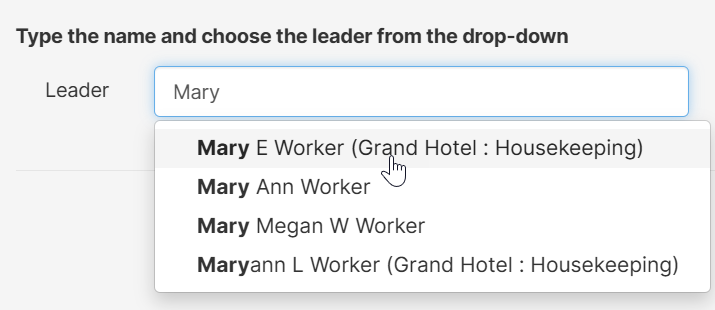 Type the name and choose the leader from the drop-down
Leader
Mary
Mary E Worker (Grand Hotel : Housekeeping)
Mary Ann Worker
Mary Megan W Worker
Maryann L Worker (Grand Hotel : Housekeeping)